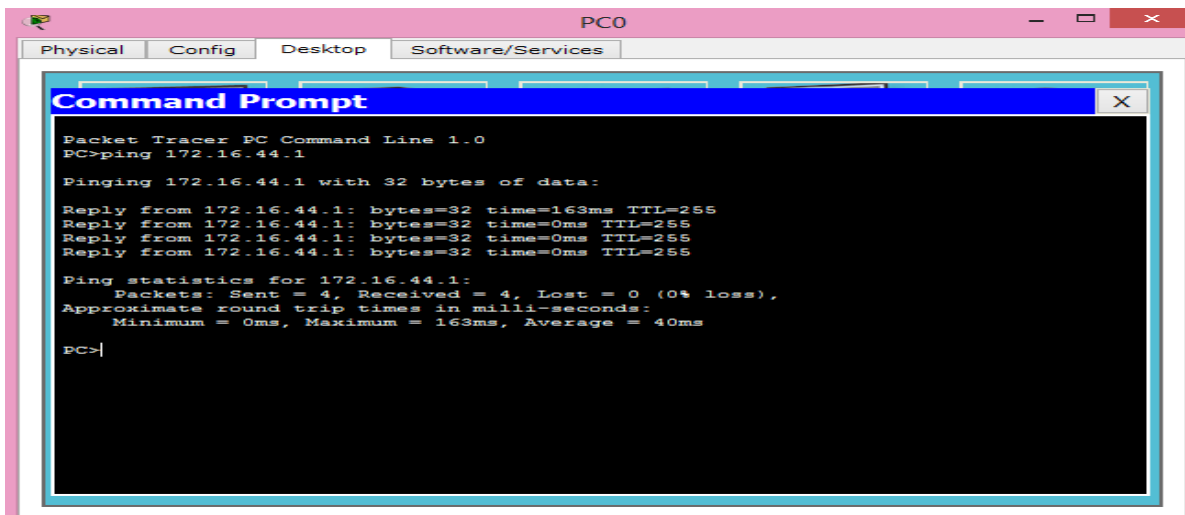 PC0
Physical Config Desktop Software/Services
Command Prompt X
Packet Tracer PC Command Line 1.0
PC>ping 172.16.44.1
Pinging 172.16.44.1 with 32 bytes of data:
Reply from 172.16.44.1: bytes=32 time=163ms TTL=255
Reply from 172.16.44.1: bytes=32 time=0ms TTL=255
Reply from 172.16.44.1: bytes=32 time=0ms TTL=255
Reply from 172.16.44.1: bytes=32 time=0ms TTL=255
Ping statistics for 172.16.44.1:
Packets: Sent = 4, Received = 4, Lost = 0 (0% loss),
Approximate round trip times in milli-seconds:
Minimum = 0ms, Maximum = 163ms, Average = 40ms
PC>